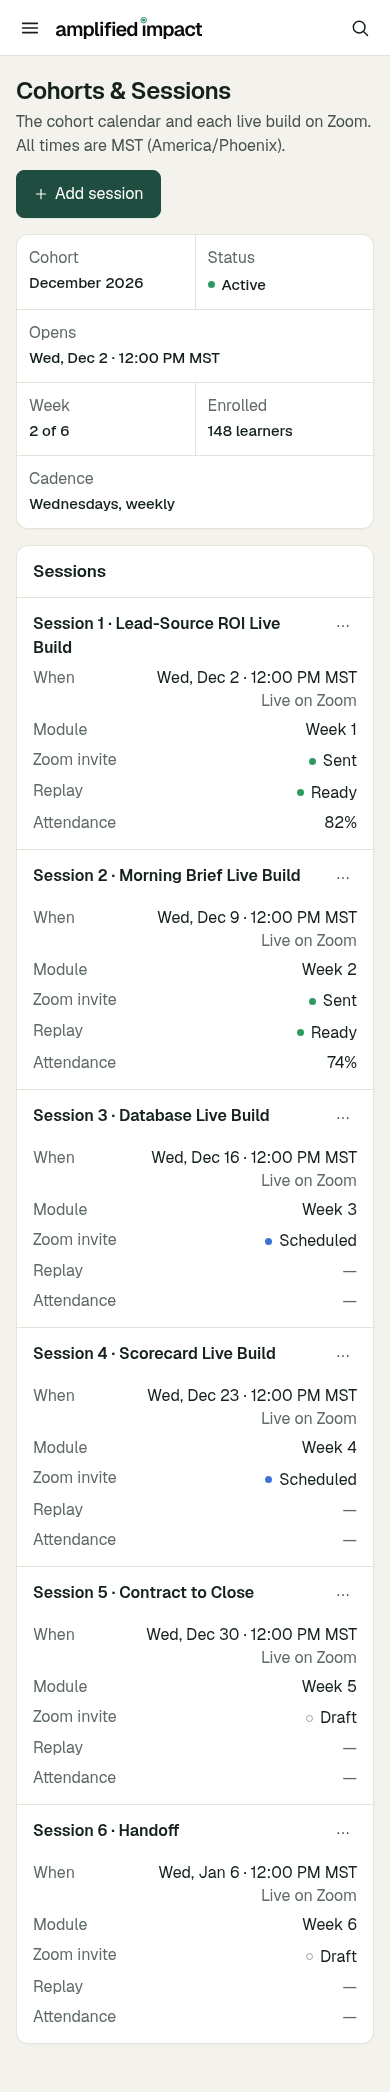 amplified impact
Cohorts & Sessions
The cohort calendar and each live build on Zoom.
All times are MST (America/Phoenix).
+ Add session
Cohort
December 2026
Status
Active
Opens
Wed, Dec 2 · 12:00 PM MST
Week
2 of 6
Enrolled
148 learners
Cadence
Wednesdays, weekly
Sessions
Session 1 · Lead-Source ROI Live
Build
...
When
Wed, Dec 2 · 12:00 PM MST
Live on Zoom
Module
Week 1
Zoom invite
Sent
Replay
Ready
Attendance
82%
Session 2 · Morning Brief Live Build
...
When
Wed, Dec 9 · 12:00 PM MST
Live on Zoom
Module
Week 2
Zoom invite
Sent
Replay
Ready
Attendance
74%
Session 3 · Database Live Build
...
When
Wed, Dec 16 · 12:00 PM MST
Live on Zoom
Module
Week 3
Zoom invite
Scheduled
Replay
—
Attendance
—
Session 4 · Scorecard Live Build
...
When
Wed, Dec 23 · 12:00 PM MST
Live on Zoom
Module
Week 4
Zoom invite
Scheduled
Replay
—
Attendance
—
Session 5 · Contract to Close
...
When
Wed, Dec 30 · 12:00 PM MST
Live on Zoom
Module
Week 5
Zoom invite
Draft
Replay
—
Attendance
—
Session 6 · Handoff
...
When
Wed, Jan 6 · 12:00 PM MST
Live on Zoom
Module
Week 6
Zoom invite
Draft
Replay
—
Attendance
—